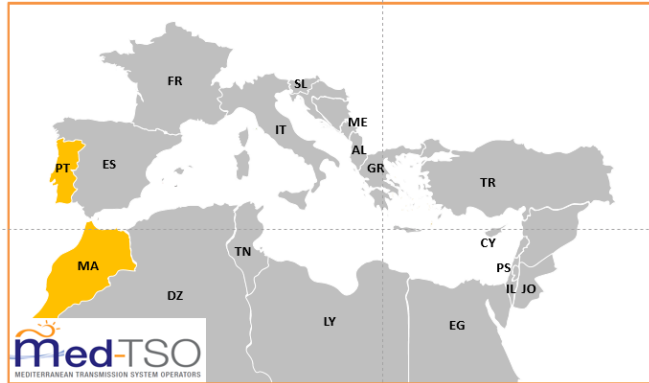 FR
SL
IT
ME
AL
GR
PT
ES
TR
CY
TN
MA
PS
IL JO
DZ
LY
EG
med-TSO
MEDITERRANEAN TRANSMISSION SYSTEM OPERATORS